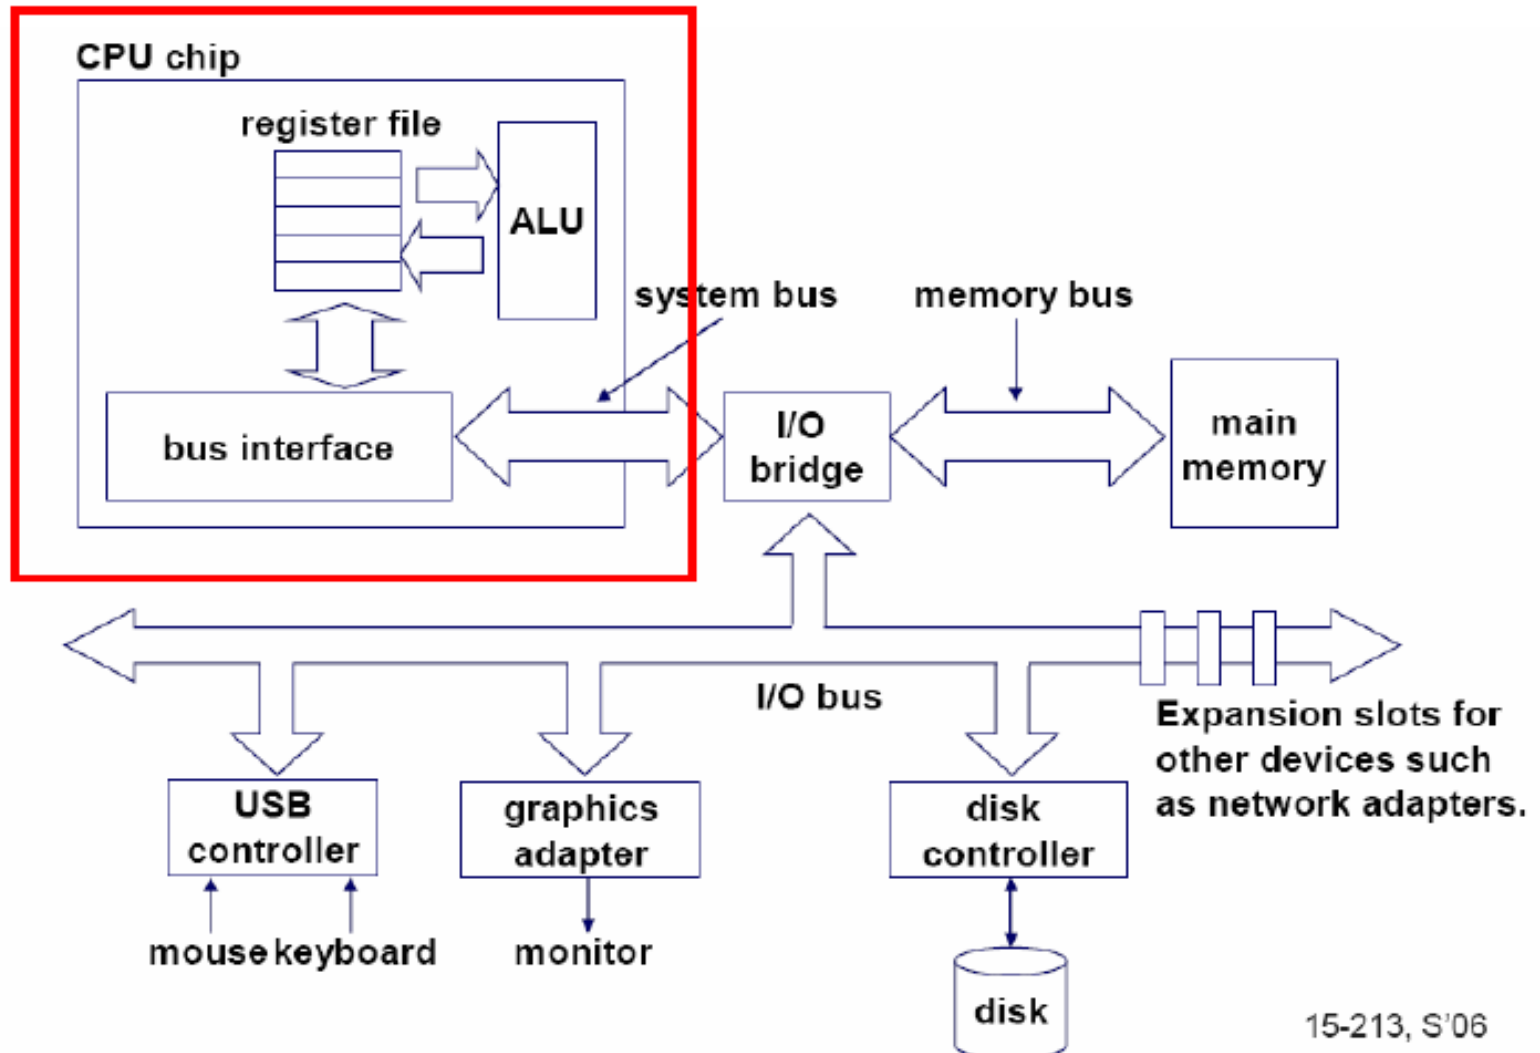 CPU chip
register file
ALU
system bus
memory bus
bus interface
I/O
bridge
main
memory
I/O bus
Expansion slots for
other devices such
as network adapters.
USB
controller
graphics
adapter
disk
controller
mouse keyboard
monitor
disk
15-213, S'06